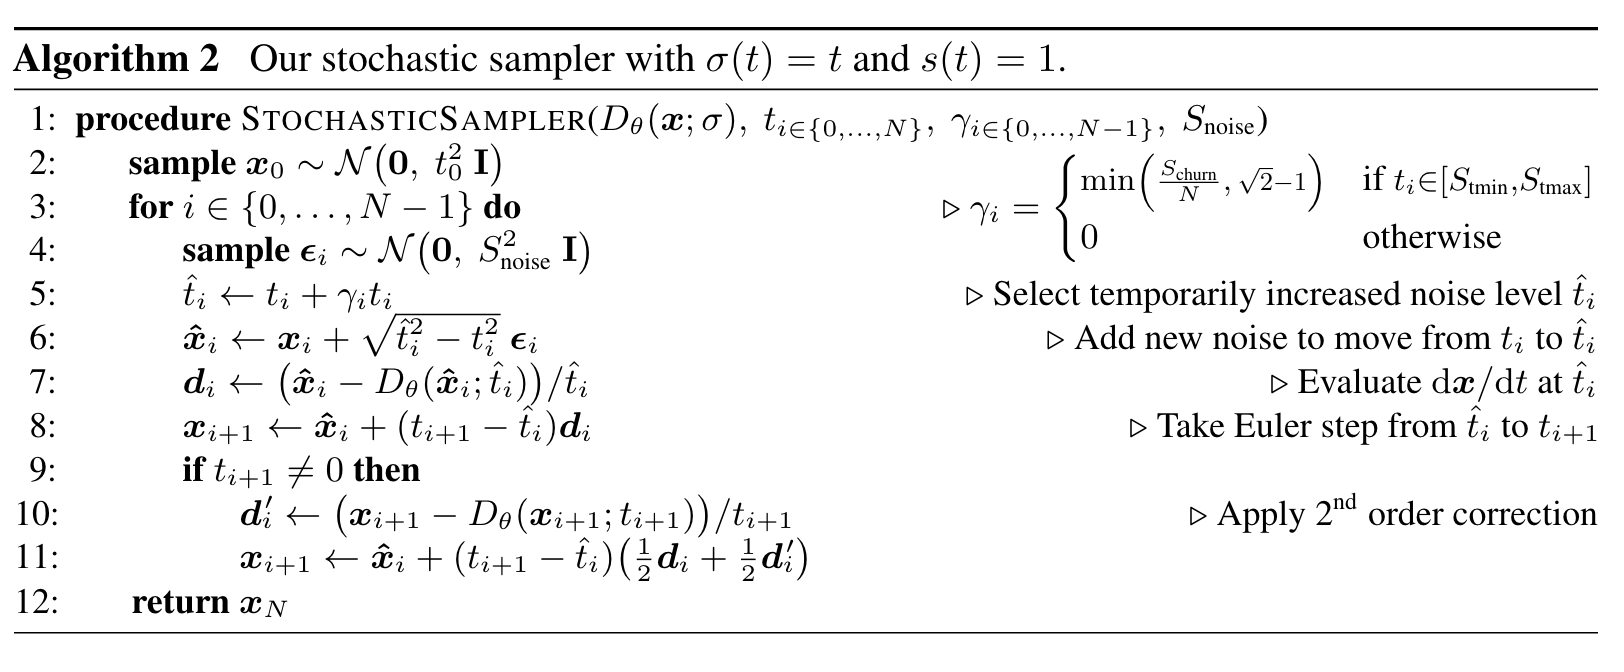 Algorithm 2 Our stochastic sampler with σ(t) = t and s(t) = 1.
1: procedure STOCHASTICSAMPLER(D_θ(x; σ), t_{i∈{0,...,N}}, γ_{i∈{0,...,N−1}}, S_noise)
2: sample x_0 ∼ N(0, t_0^2 I)
3: for i ∈ {0, . . . , N − 1} do ▷ γ_i = { min(S_churn/N, √2−1) if t_i∈[S_tmin,S_tmax]
0 otherwise
4: sample ϵ_i ∼ N(0, S_noise^2 I)
5: t̂_i ← t_i + γ_i t_i ▷ Select temporarily increased noise level t̂_i
6: x̂_i ← x_i + √(t̂_i^2 − t_i^2) ϵ_i ▷ Add new noise to move from t_i to t̂_i
7: d_i ← (x̂_i − D_θ(x̂_i; t̂_i))/t̂_i ▷ Evaluate dx/dt at t̂_i
8: x_{i+1} ← x̂_i + (t_{i+1} − t̂_i)d_i ▷ Take Euler step from t̂_i to t_{i+1}
9: if t_{i+1} ≠ 0 then
10: d′_i ← (x_{i+1} − D_θ(x_{i+1}; t_{i+1}))/t_{i+1} ▷ Apply 2nd order correction
11: x_{i+1} ← x̂_i + (t_{i+1} − t̂_i)(1/2 d_i + 1/2 d′_i)
12: return x_N